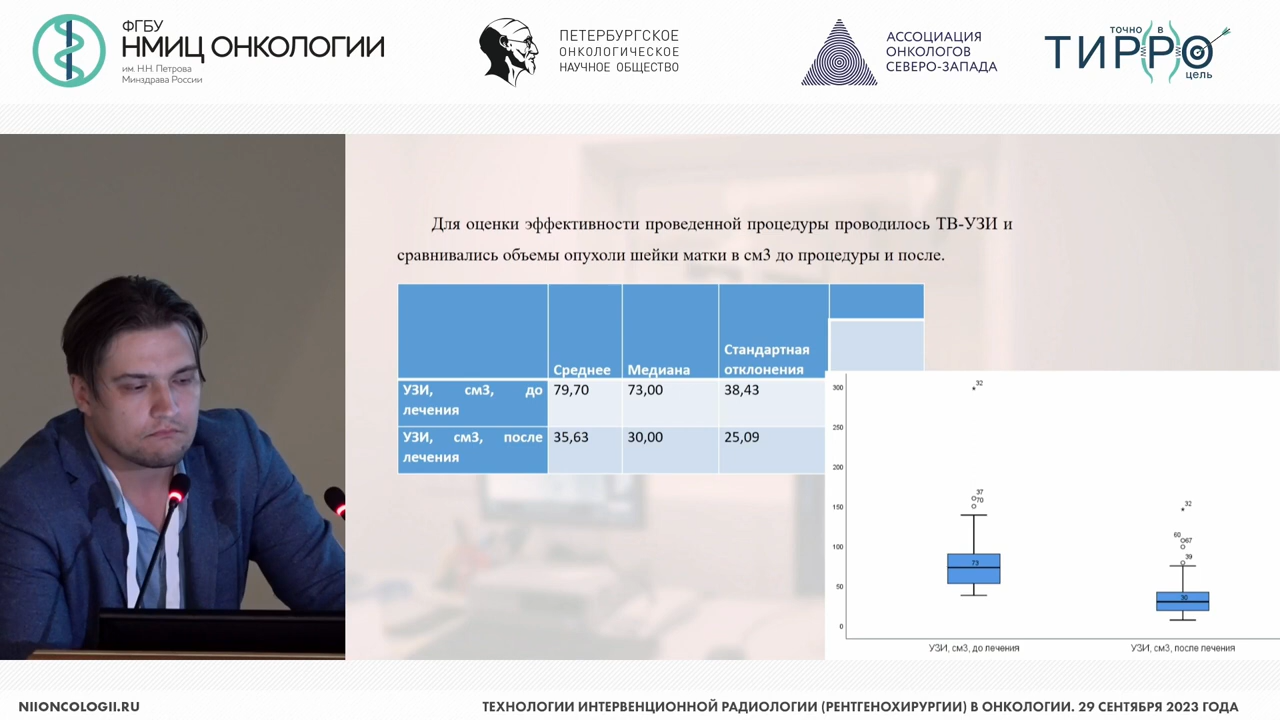 ФГБУ
НМИЦ ОНКОЛОГИИ
им. Н.Н. Петрова
Минздрава России
ПЕТЕРБУРГСКОЕ
ОНКОЛОГИЧЕСКОЕ
НАУЧНОЕ ОБЩЕСТВО
АССОЦИАЦИЯ
ОНКОЛОГОВ
СЕВЕРО-ЗАПАДА
ТОЧНО В
ТИРРО
цель
Для оценки эффективности проведенной процедуры проводилось ТВ-УЗИ и
сравнивались объемы опухоли шейки матки в см3 до процедуры и после.
Среднее Медиана Стандартная отклонения
УЗИ, см3, до лечения 79,70 73,00 38,43
УЗИ, см3, после лечения 35,63 30,00 25,09
300
250
200
150
100
50
0
32
37
70
73
32
60
67
39
30
УЗИ, см3, до лечения
УЗИ, см3, после лечения
NIIONCOLOGII.RU
ТЕХНОЛОГИИ ИНТЕРВЕНЦИОННОЙ РАДИОЛОГИИ (РЕНТГЕНОХИРУРГИИ) В ОНКОЛОГИИ. 29 СЕНТЯБРЯ 2023 ГОДА